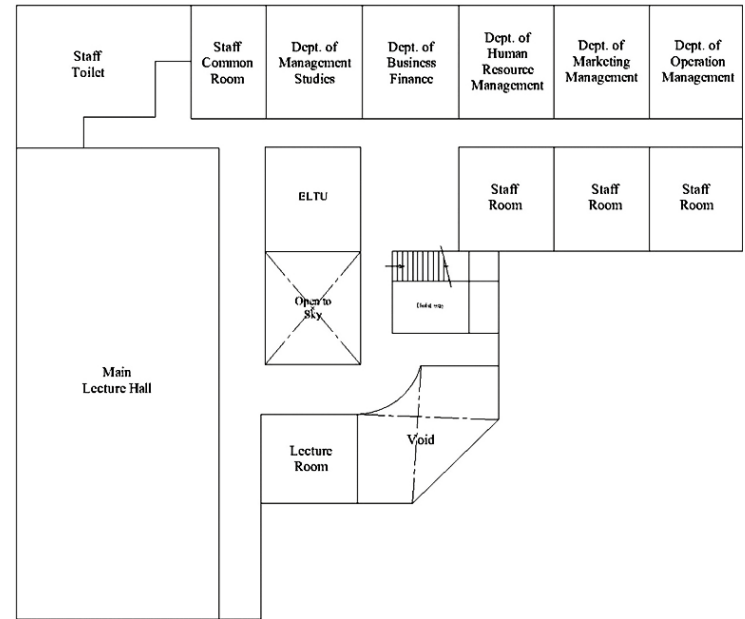 Staff
Toilet
Staff
Common
Room
Dept. of
Management
Studies
Dept. of
Business
Finance
Dept. of
Human
Resource
Management
Dept. of
Marketing
Management
Dept. of
Operation
Management
ELTU
Staff
Room
Staff
Room
Staff
Room
Open to
Sky
Main
Lecture Hall
Lecture
Room
Void